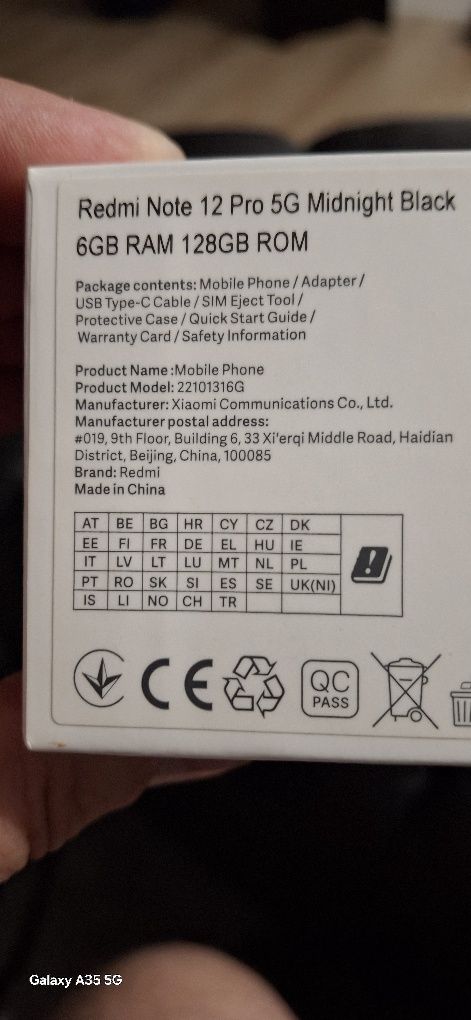 Redmi Note 12 Pro 5G Midnight Black
6GB RAM 128GB ROM
Package contents: Mobile Phone / Adapter /
USB Type-C Cable / SIM Eject Tool /
Protective Case / Quick Start Guide /
Warranty Card / Safety Information
Product Name :Mobile Phone
Product Model: 22101316G
Manufacturer: Xiaomi Communications Co., Ltd.
Manufacturer postal address:
#019, 9th Floor, Building 6, 33 Xi'erqi Middle Road, Haidian
District, Beijing, China, 100085
Brand: Redmi
Made in China
AT BE BG HR CY CZ DK
EE FI FR DE EL HU IE
IT LV LT LU MT NL PL
PT RO SK SI ES SE UK(NI)
IS LI NO CH TR
CE
QC
PASS
Galaxy A35 5G